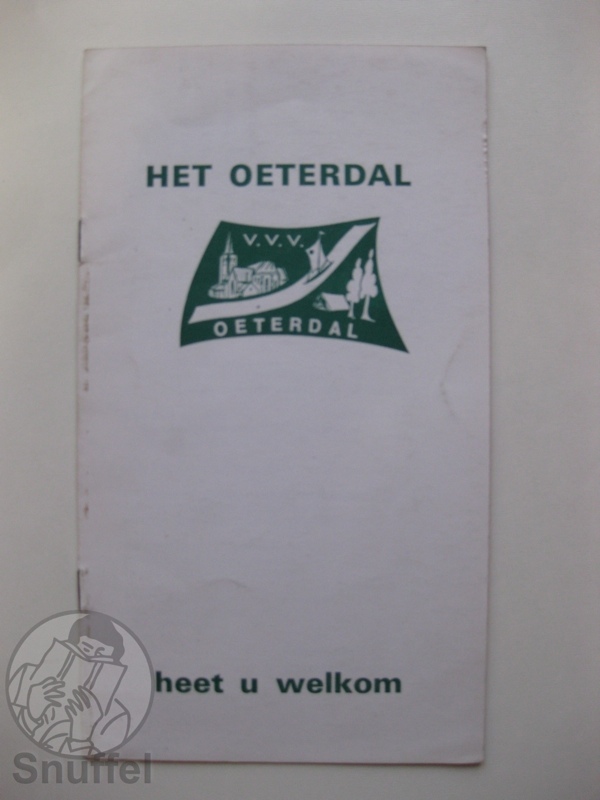 HET OETERDAL
V.V.V.
OETERDAL
heet u welkom
Snuffel